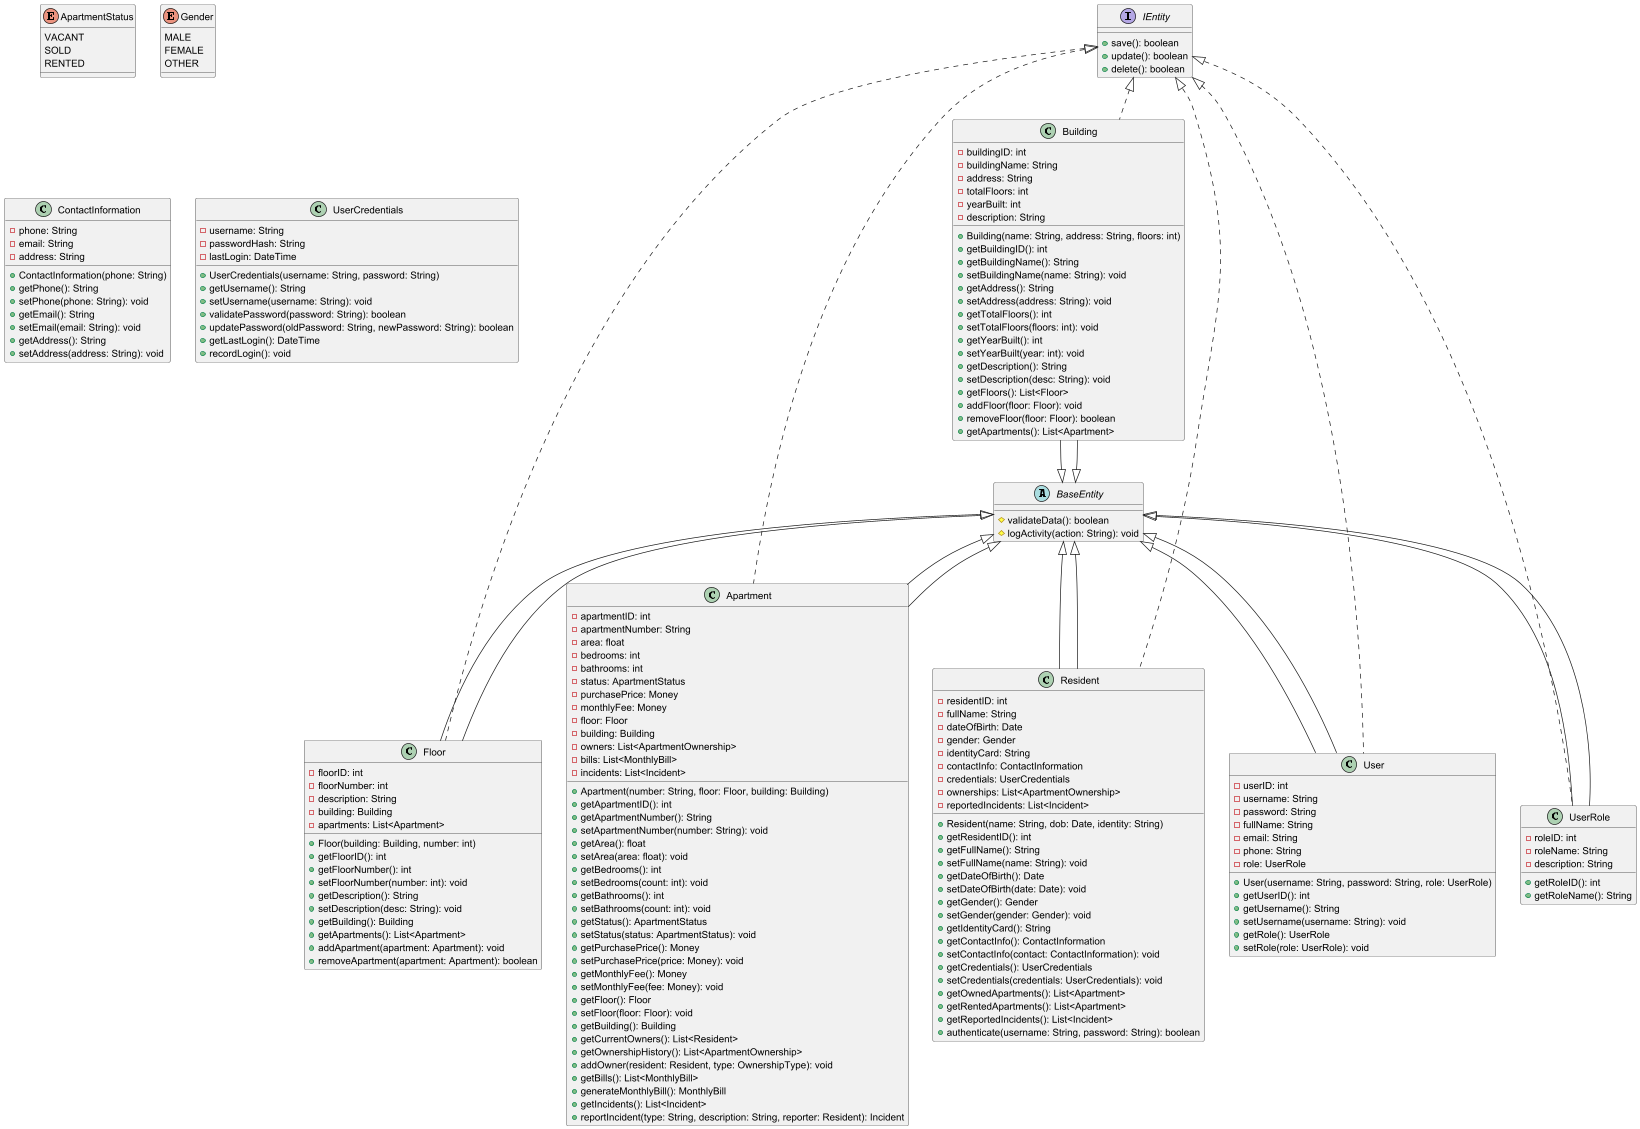 E ApartmentStatus
VACANT
SOLD
RENTED
E Gender
MALE
FEMALE
OTHER
I IEntity
save(): boolean
update(): boolean
delete(): boolean
C Building
buildingID: int
buildingName: String
address: String
totalFloors: int
yearBuilt: int
description: String
Building(name: String, address: String, floors: int)
getBuildingID(): int
getBuildingName(): String
setBuildingName(name: String): void
getAddress(): String
setAddress(address: String): void
getTotalFloors(): int
setTotalFloors(floors: int): void
getYearBuilt(): int
setYearBuilt(year: int): void
getDescription(): String
setDescription(desc: String): void
getFloors(): List<Floor>
addFloor(floor: Floor): void
removeFloor(floor: Floor): boolean
getApartments(): List<Apartment>
C ContactInformation
phone: String
email: String
address: String
ContactInformation(phone: String)
getPhone(): String
setPhone(phone: String): void
getEmail(): String
setEmail(email: String): void
getAddress(): String
setAddress(address: String): void
C UserCredentials
username: String
passwordHash: String
lastLogin: DateTime
UserCredentials(username: String, password: String)
getUsername(): String
setUsername(username: String): void
validatePassword(password: String): boolean
updatePassword(oldPassword: String, newPassword: String): boolean
getLastLogin(): DateTime
recordLogin(): void
A BaseEntity
validateData(): boolean
logActivity(action: String): void
C Floor
floorID: int
floorNumber: int
description: String
building: Building
apartments: List<Apartment>
Floor(building: Building, number: int)
getFloorID(): int
getFloorNumber(): int
setFloorNumber(number: int): void
getDescription(): String
setDescription(desc: String): void
getBuilding(): Building
getApartments(): List<Apartment>
addApartment(apartment: Apartment): void
removeApartment(apartment: Apartment): boolean
C Apartment
apartmentID: int
apartmentNumber: String
area: float
bedrooms: int
bathrooms: int
status: ApartmentStatus
purchasePrice: Money
monthlyFee: Money
floor: Floor
building: Building
owners: List<ApartmentOwnership>
bills: List<MonthlyBill>
incidents: List<Incident>
Apartment(number: String, floor: Floor, building: Building)
getApartmentID(): int
getApartmentNumber(): String
setApartmentNumber(number: String): void
getArea(): float
setArea(area: float): void
getBedrooms(): int
setBedrooms(count: int): void
getBathrooms(): int
setBathrooms(count: int): void
getStatus(): ApartmentStatus
setStatus(status: ApartmentStatus): void
getPurchasePrice(): Money
setPurchasePrice(price: Money): void
getMonthlyFee(): Money
setMonthlyFee(fee: Money): void
getFloor(): Floor
setFloor(floor: Floor): void
getBuilding(): Building
getCurrentOwners(): List<Resident>
getOwnershipHistory(): List<ApartmentOwnership>
addOwner(resident: Resident, type: OwnershipType): void
getBills(): List<MonthlyBill>
generateMonthlyBill(): MonthlyBill
getIncidents(): List<Incident>
reportIncident(type: String, description: String, reporter: Resident): Incident
C Resident
residentID: int
fullName: String
dateOfBirth: Date
gender: Gender
identityCard: String
contactInfo: ContactInformation
credentials: UserCredentials
ownerships: List<ApartmentOwnership>
reportedIncidents: List<Incident>
Resident(name: String, dob: Date, identity: String)
getResidentID(): int
getFullName(): String
setFullName(name: String): void
getDateOfBirth(): Date
setDateOfBirth(date: Date): void
getGender(): Gender
setGender(gender: Gender): void
getIdentityCard(): String
getContactInfo(): ContactInformation
setContactInfo(contact: ContactInformation): void
getCredentials(): UserCredentials
setCredentials(credentials: UserCredentials): void
getOwnedApartments(): List<Apartment>
getRentedApartments(): List<Apartment>
getReportedIncidents(): List<Incident>
authenticate(username: String, password: String): boolean
C User
userID: int
username: String
password: String
fullName: String
email: String
phone: String
role: UserRole
User(username: String, password: String, role: UserRole)
getUserID(): int
getUsername(): String
setUsername(username: String): void
getRole(): UserRole
setRole(role: UserRole): void
C UserRole
roleID: int
roleName: String
description: String
getRoleID(): int
getRoleName(): String